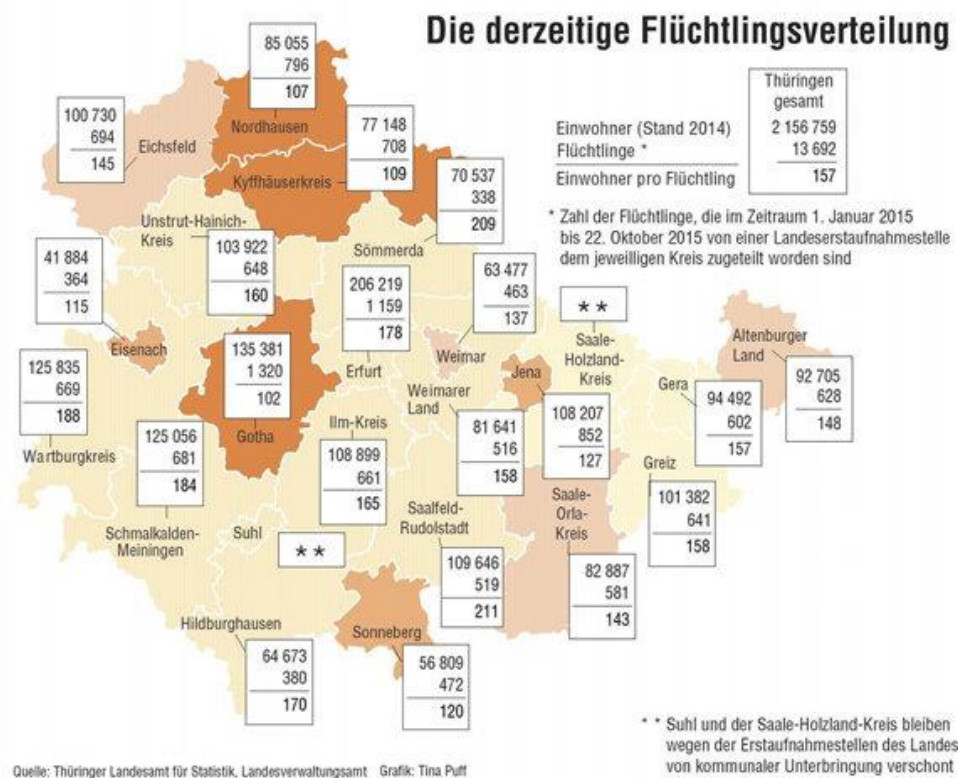 Die derzeitige Flüchtlingsverteilung
Thüringen
gesamt
Einwohner (Stand 2014)
2 156 759
Flüchtlinge *
13 692
Einwohner pro Flüchtling
157
* Zahl der Flüchtlinge, die im Zeitraum 1. Januar 2015
bis 22. Oktober 2015 von einer Landeserstaufnahmestelle
dem jeweilligen Kreis zugeteilt worden sind
85 055
796
107
Nordhausen
100 730
694
145
Eichsfeld
77 148
708
109
Kyffhäuserkreis
70 537
338
209
Sömmerda
Unstrut-Hainich-
Kreis
103 922
648
160
41 884
364
115
Eisenach
206 219
1 159
178
Erfurt
63 477
463
137
Weimar
* *
Saale-
Holzland-
Kreis
Altenburger
Land
92 705
628
148
125 835
669
188
Wartburgkreis
135 381
1 320
102
Gotha
Weimarer
Land
81 641
516
158
Jena
108 207
852
127
Gera
94 492
602
157
125 056
681
184
Schmalkalden-
Meiningen
Ilm-Kreis
108 899
661
165
Greiz
101 382
641
158
Suhl
* *
Saalfeld-
Rudolstadt
109 646
519
211
Saale-
Orla-
Kreis
82 887
581
143
Hildburghausen
64 673
380
170
Sonneberg
56 809
472
120
* * Suhl und der Saale-Holzland-Kreis bleiben
wegen der Erstaufnahmestellen des Landes
von kommunaler Unterbringung verschont
Quelle: Thüringer Landesamt für Statistik, Landesverwaltungsamt Grafik: Tina Puff